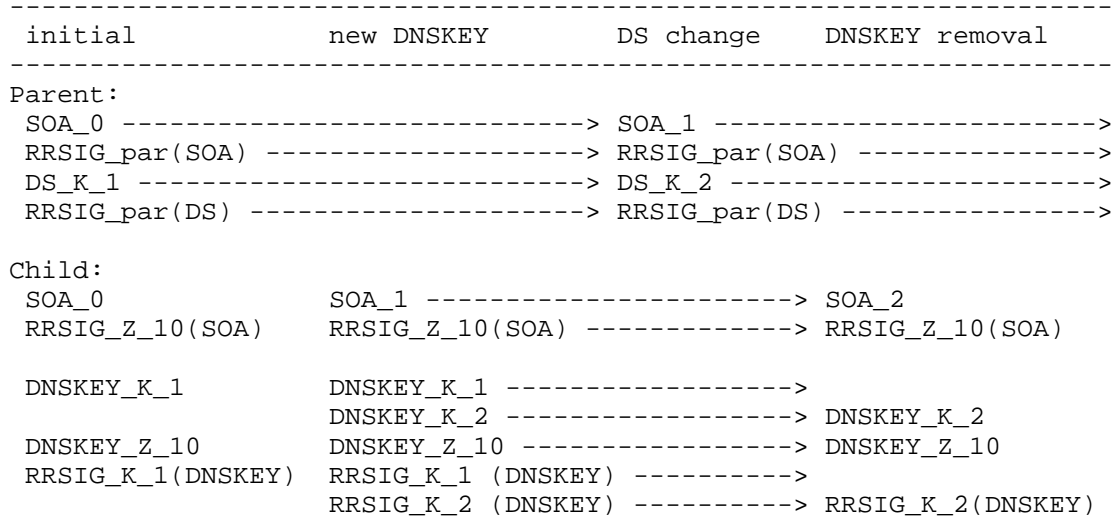 ---------------------------------------------------------------------
 initial            new DNSKEY        DS change    DNSKEY removal
---------------------------------------------------------------------
Parent:
 SOA_0 -----------------------------> SOA_1 ------------------------>
 RRSIG_par(SOA) --------------------> RRSIG_par(SOA) --------------->
 DS_K_1 ----------------------------> DS_K_2 ----------------------->
 RRSIG_par(DS) ---------------------> RRSIG_par(DS) ---------------->

Child:
 SOA_0              SOA_1 -----------------------> SOA_2
 RRSIG_Z_10(SOA)    RRSIG_Z_10(SOA) -------------> RRSIG_Z_10(SOA)

 DNSKEY_K_1         DNSKEY_K_1 ------------------>
                    DNSKEY_K_2 ------------------> DNSKEY_K_2
 DNSKEY_Z_10        DNSKEY_Z_10 -----------------> DNSKEY_Z_10
 RRSIG_K_1(DNSKEY)  RRSIG_K_1 (DNSKEY) ---------->
                    RRSIG_K_2 (DNSKEY) ----------> RRSIG_K_2(DNSKEY)